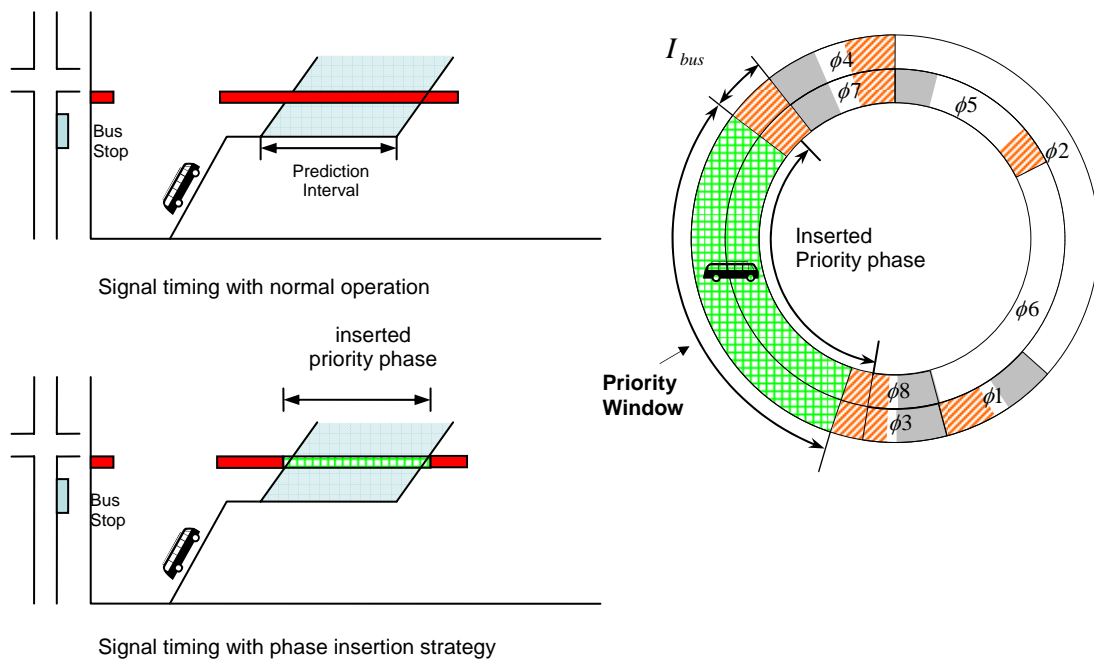 Bus
Stop
Prediction
Interval
Signal timing with normal operation
inserted
priority phase
Bus
Stop
Signal timing with phase insertion strategy
I bus
ϕ4
ϕ7
ϕ5
ϕ2
Inserted
Priority phase
ϕ6
Priority
Window
ϕ8
ϕ1
ϕ3